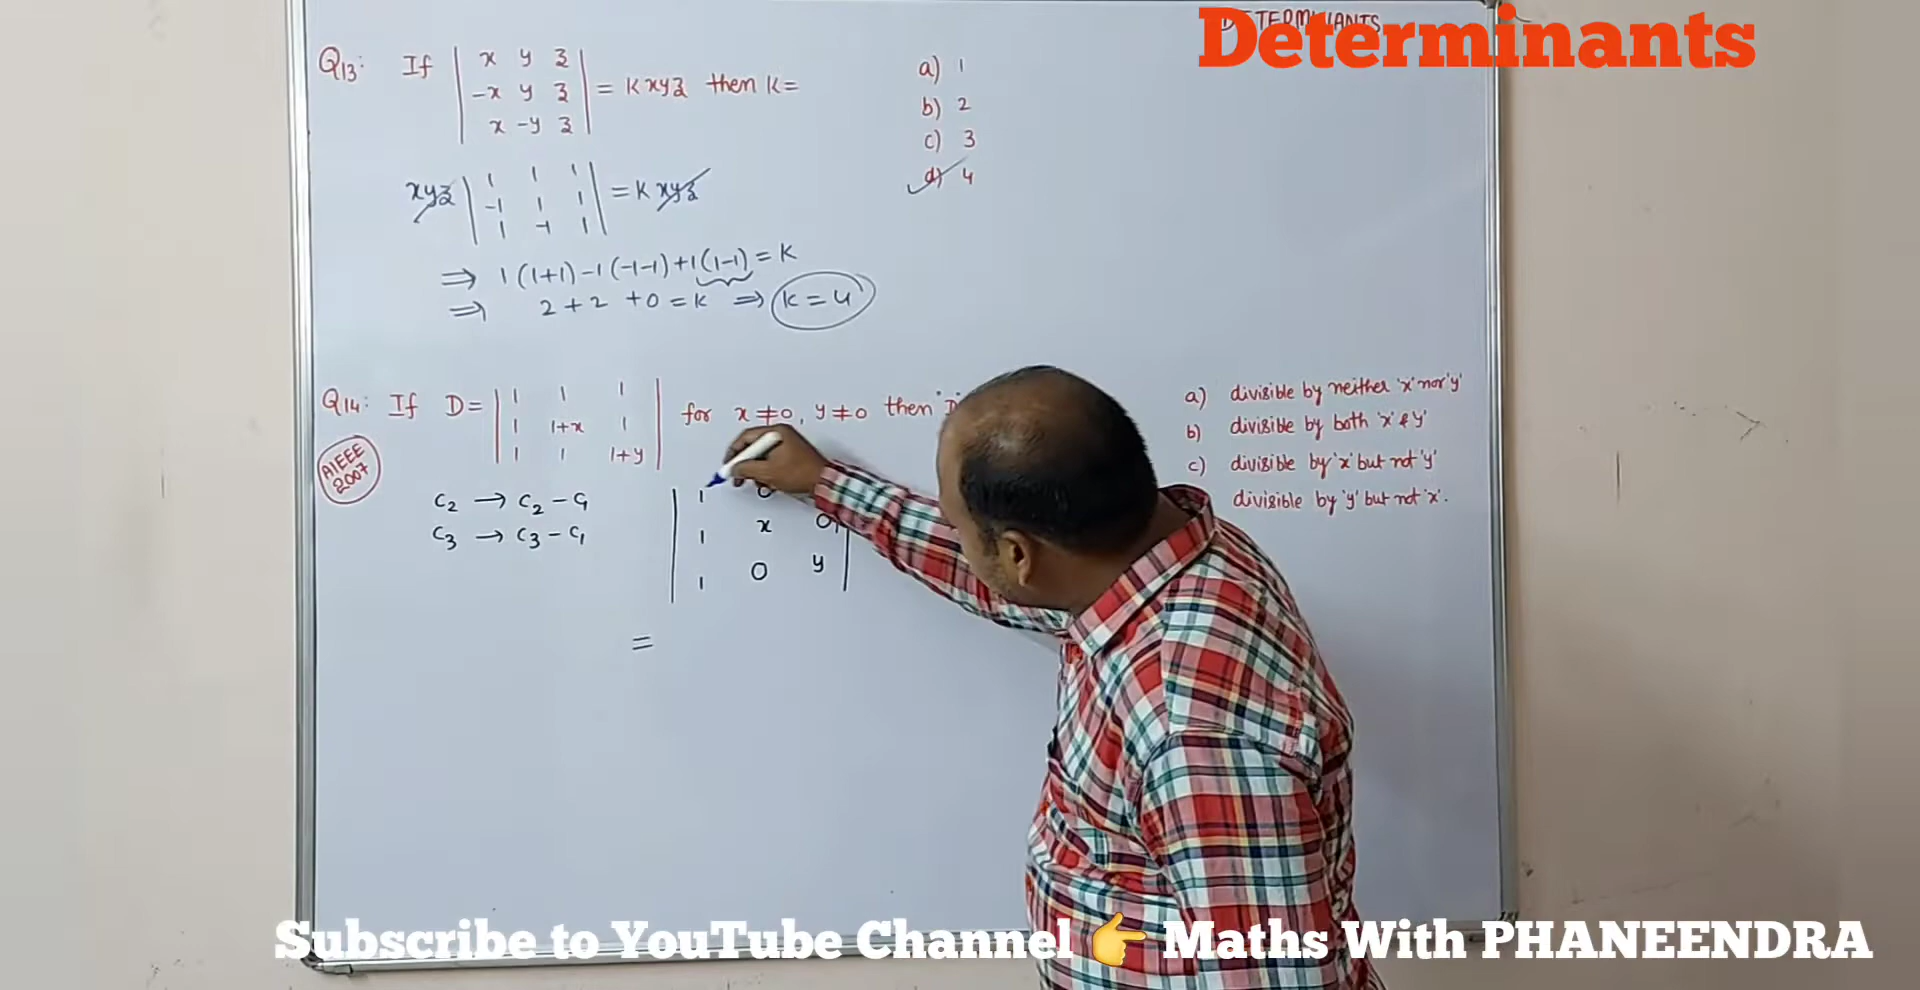 DETERMINANTS
Determinants
Q13: If | x y z | = K xyz then K=
| -x y z |
| x -y z |
a) 1
b) 2
c) 3
d) 4
xyz | 1 1 1 | = K xyz
| -1 1 1 |
| 1 -1 1 |
⇒ 1(1+1)-1(-1-1)+1(1-1) = K
⇒ 2+2 +0 = K ⇒ K=4
Q14: If D= | 1 1 1 | for x≠0, y≠0 then 'D'
| 1 1+x 1 |
| 1 1 1+y |
AIEEE
2007
a) divisible by neither 'x' nor 'y'
b) divisible by both 'x' & 'y'
c) divisible by 'x' but not 'y'
divisible by 'y' but not 'x'.
C2 → C2 - C1
C3 → C3 - C1
| 1 0
| 1 x 0 |
| 1 0 y |
=
Subscribe to YouTube Channel 👉 Maths With PHANEENDRA